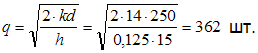 q = √(2·kd / h) = √(2·14·250 / 0,125·15) = 362 шт.